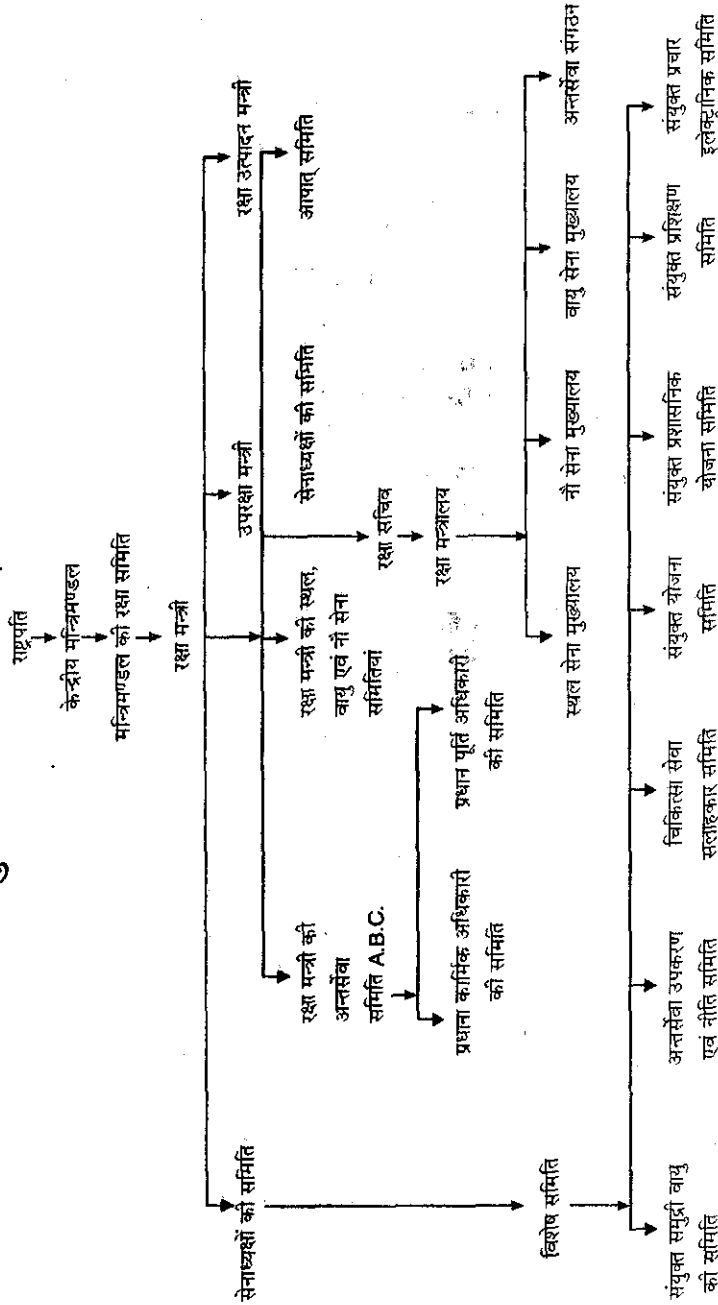 राष्ट्रपति
केन्द्रीय मन्त्रिमण्डल
मन्त्रिमण्डल की रक्षा समिति
रक्षा मन्त्री
उपरक्षा मन्त्री
रक्षा उत्पादन मन्त्री
सेनाध्यक्षों की समिति
रक्षा मन्त्री की
अन्तर्सेवा
समिति A.B.C.
रक्षा मन्त्री की स्थल,
वायु एवं नौ सेना
समितियां
सेनाध्यक्षों की समिति
आपात् समिति
रक्षा सचिव
रक्षा मन्त्रालय
प्रधाना कार्मिक अधिकारी
की समिति
प्रधान पूर्ति अधिकारी
की समिति
विशेष समिति
स्थल सेना मुख्यालय
नौ सेना मुख्यालय
वायु सेना मुख्यालय
अन्तर्सेवा संगठन
संयुक्त समुद्री वायु
की समिति
अन्तर्सेवा उपकरण
एवं नीति समिति
चिकित्सा सेवा
सलाहकार समिति
संयुक्त योजना
समिति
संयुक्त प्रशासनिक
योजना समिति
संयुक्त प्रशिक्षण
समिति
संयुक्त प्रचार
इलेक्ट्रानिक समिति